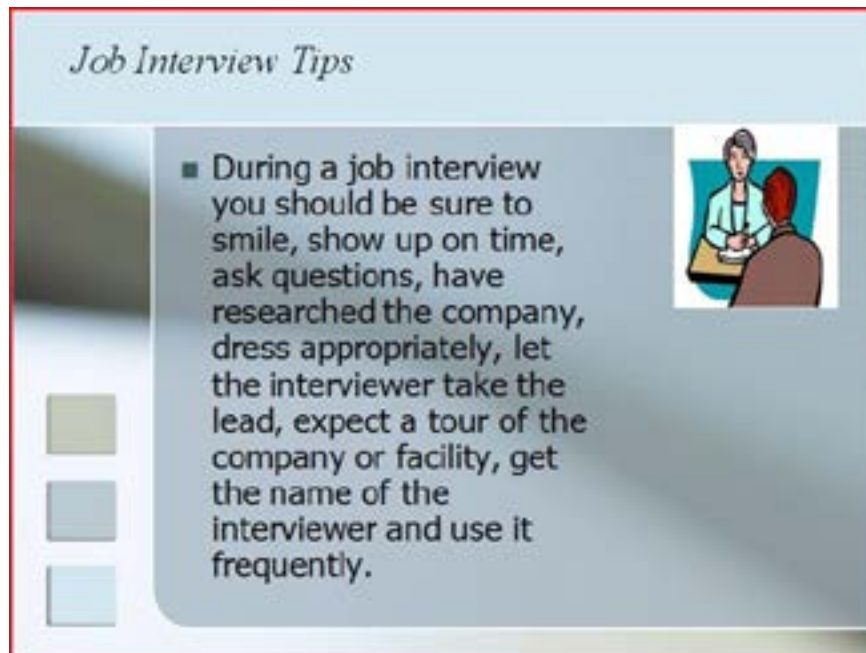 Job Interview Tips
During a job interview
you should be sure to
smile, show up on time,
ask questions, have
researched the company,
dress appropriately, let
the interviewer take the
lead, expect a tour of the
company or facility, get
the name of the
interviewer and use it
frequently.